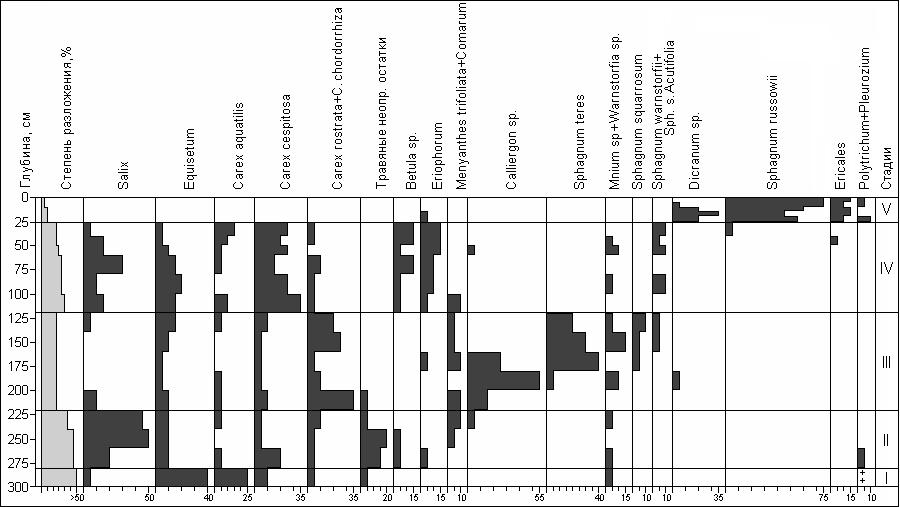 Глубина, см
Степень разложения,%
Salix
Equisetum
Carex aquatilis
Carex cespitosa
Carex rostrata+C. chordorrhiza
Травяные неопр. остатки
Betula sp.
Eriophorum
Menyanthes trifoliata+Comarum
Calliergon sp.
Sphagnum teres
Mnium sp+Warnstorfia sp.
Sphagnum squarrosum
Sphagnum warnstorfii+
Sph. s. Acutifolia
Dicranum sp.
Sphagnum russowii
Ericales
Polytrichum+Pleurozium
Стадии
0
25
50
75
100
125
150
175
200
225
250
275
300
V
IV
III
II
I
++
++
>50 50 40 25 35 35 20 15 15 10 55 40 15 10 10 35 75 15 10